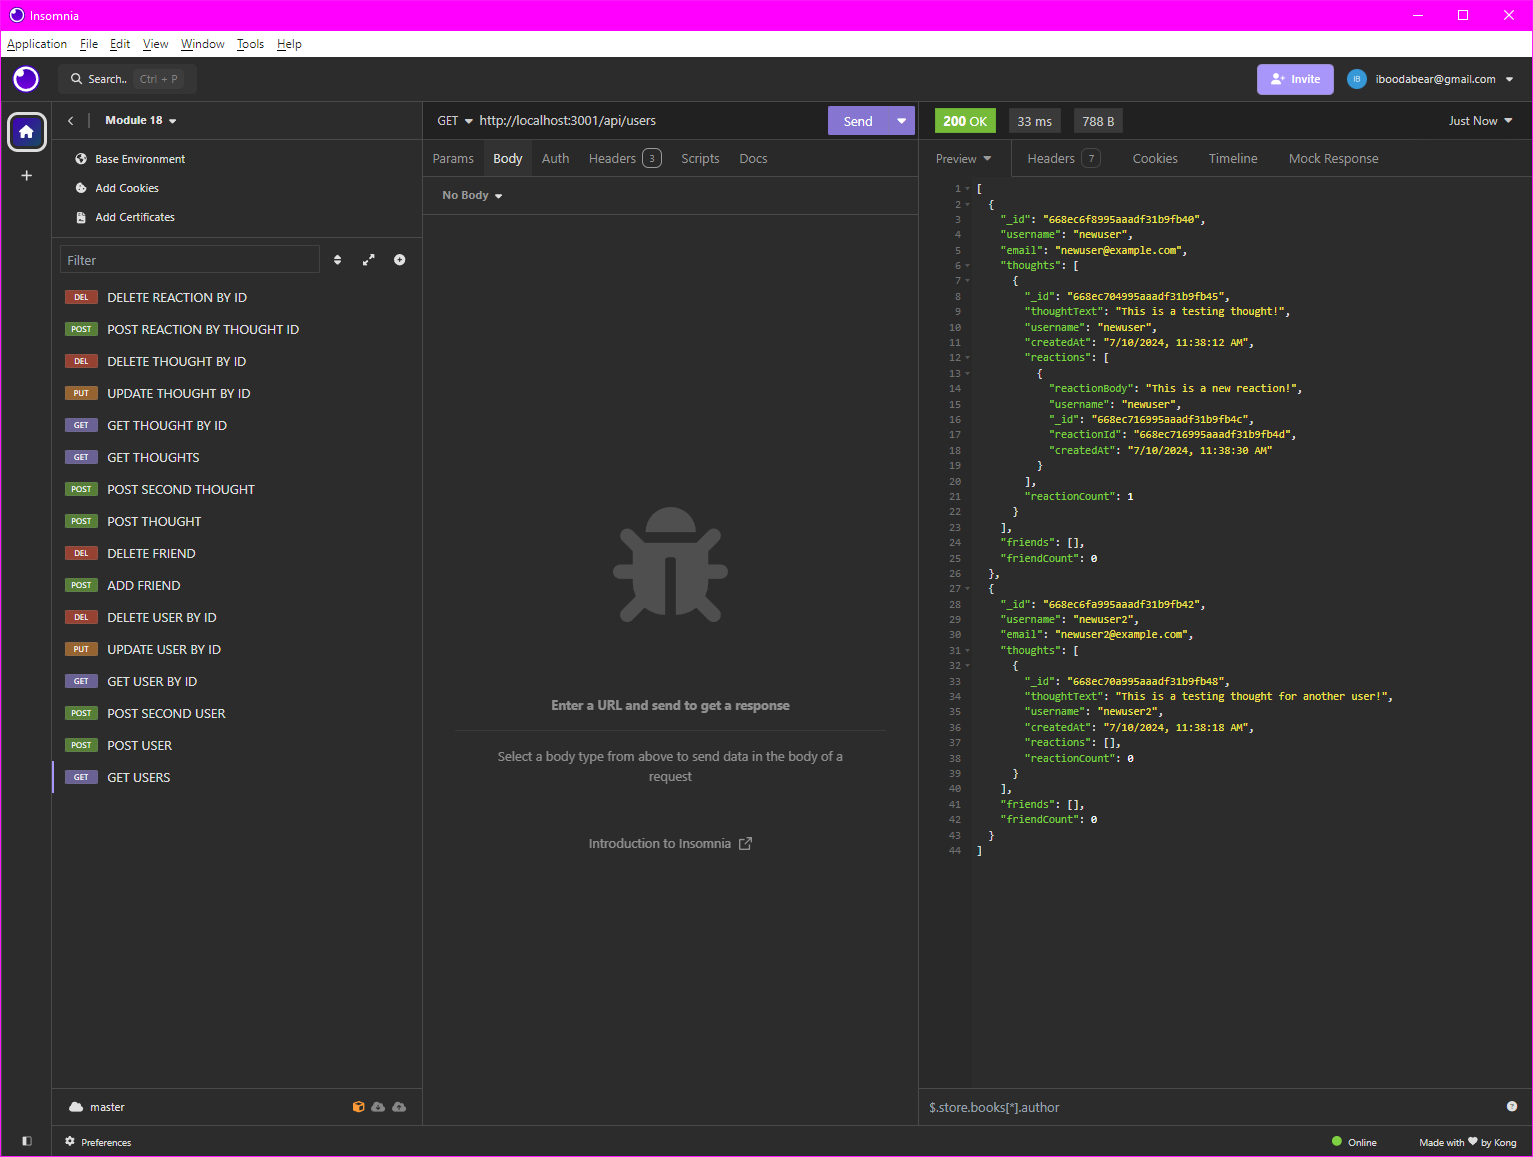 Insomnia
Application File Edit View Window Tools Help
Search.. Ctrl + P
Invite
IB iboodabear@gmail.com
Module 18
GET http://localhost:3001/api/users Send
200 OK 33 ms 788 B Just Now
Base Environment
Add Cookies
Add Certificates
Params Body Auth Headers 3 Scripts Docs
No Body
Preview Headers 7 Cookies Timeline Mock Response
Filter
DEL DELETE REACTION BY ID
POST POST REACTION BY THOUGHT ID
DEL DELETE THOUGHT BY ID
PUT UPDATE THOUGHT BY ID
GET GET THOUGHT BY ID
GET GET THOUGHTS
POST POST SECOND THOUGHT
POST POST THOUGHT
DEL DELETE FRIEND
POST ADD FRIEND
DEL DELETE USER BY ID
PUT UPDATE USER BY ID
GET GET USER BY ID
POST POST SECOND USER
POST POST USER
GET GET USERS
Enter a URL and send to get a response
Select a body type from above to send data in the body of a
request
Introduction to Insomnia
1 [
2 {
3 "_id": "668ec6f8995aaadf31b9fb40",
4 "username": "newuser",
5 "email": "newuser@example.com",
6 "thoughts": [
7 {
8 "_id": "668ec704995aaadf31b9fb45",
9 "thoughtText": "This is a testing thought!",
10 "username": "newuser",
11 "createdAt": "7/10/2024, 11:38:12 AM",
12 "reactions": [
13 {
14 "reactionBody": "This is a new reaction!",
15 "username": "newuser",
16 "_id": "668ec716995aaadf31b9fb4c",
17 "reactionId": "668ec716995aaadf31b9fb4d",
18 "createdAt": "7/10/2024, 11:38:30 AM"
19 }
20 ],
21 "reactionCount": 1
22 }
23 ],
24 "friends": [],
25 "friendCount": 0
26 },
27 {
28 "_id": "668ec6fa995aaadf31b9fb42",
29 "username": "newuser2",
30 "email": "newuser2@example.com",
31 "thoughts": [
32 {
33 "_id": "668ec70a995aaadf31b9fb48",
34 "thoughtText": "This is a testing thought for another user!",
35 "username": "newuser2",
36 "createdAt": "7/10/2024, 11:38:18 AM",
37 "reactions": [],
38 "reactionCount": 0
39 }
40 ],
41 "friends": [],
42 "friendCount": 0
43 }
44 ]
master
$.store.books[*].author
Preferences
Online
Made with ❤ by Kong